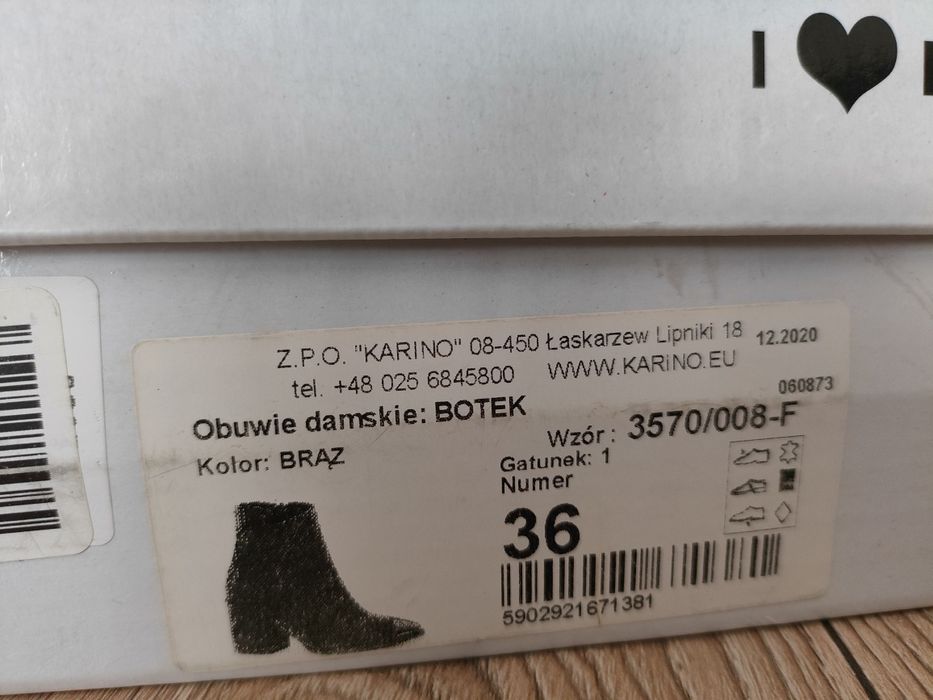 I ♥
Z.P.O. "KARINO" 08-450 Łaskarzew Lipniki 18 12.2020
tel. +48 025 6845800 WWW.KARINO.EU
060873
Obuwie damskie: BOTEK
Wzór: 3570/008-F
Kolor: BRĄZ
Gatunek: 1
Numer
36
5902921671381